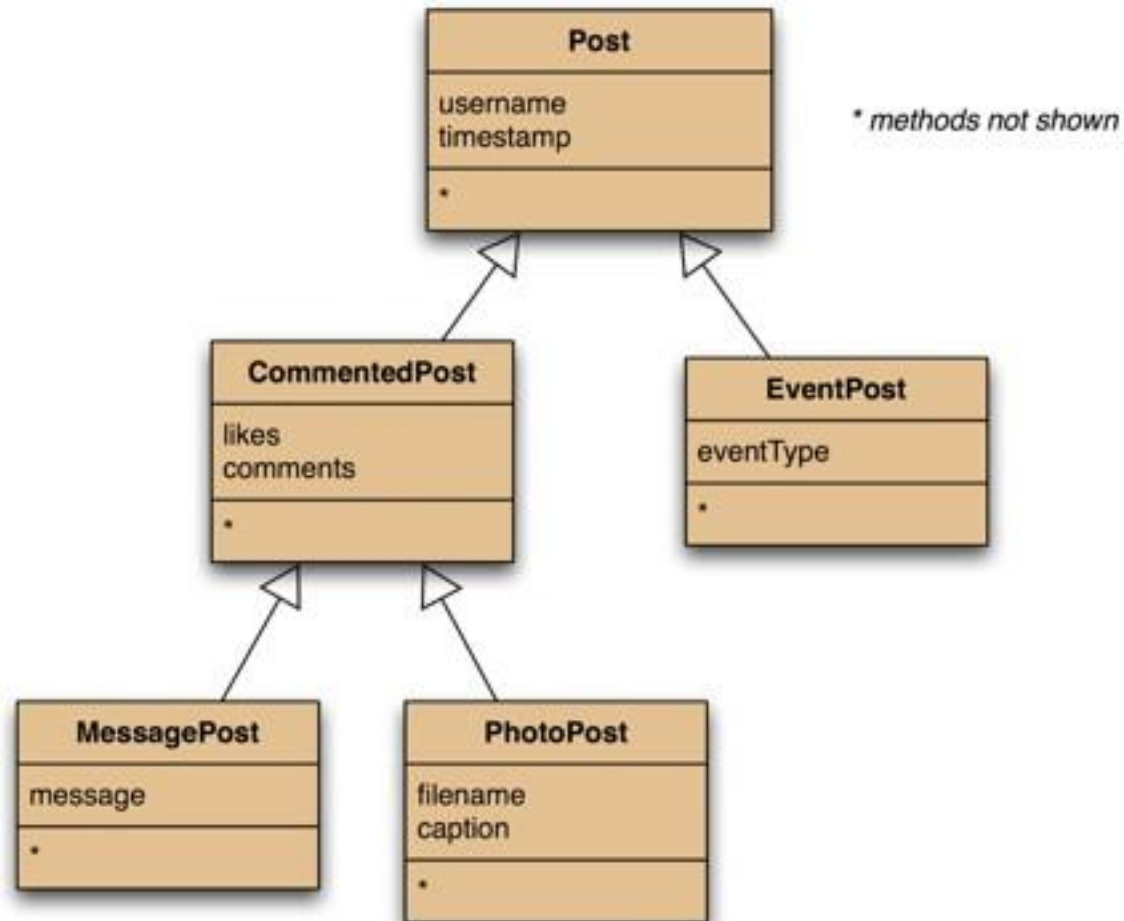 Post
username
timestamp
*
* methods not shown
CommentedPost
likes
comments
*
EventPost
eventType
*
MessagePost
message
*
PhotoPost
filename
caption
*